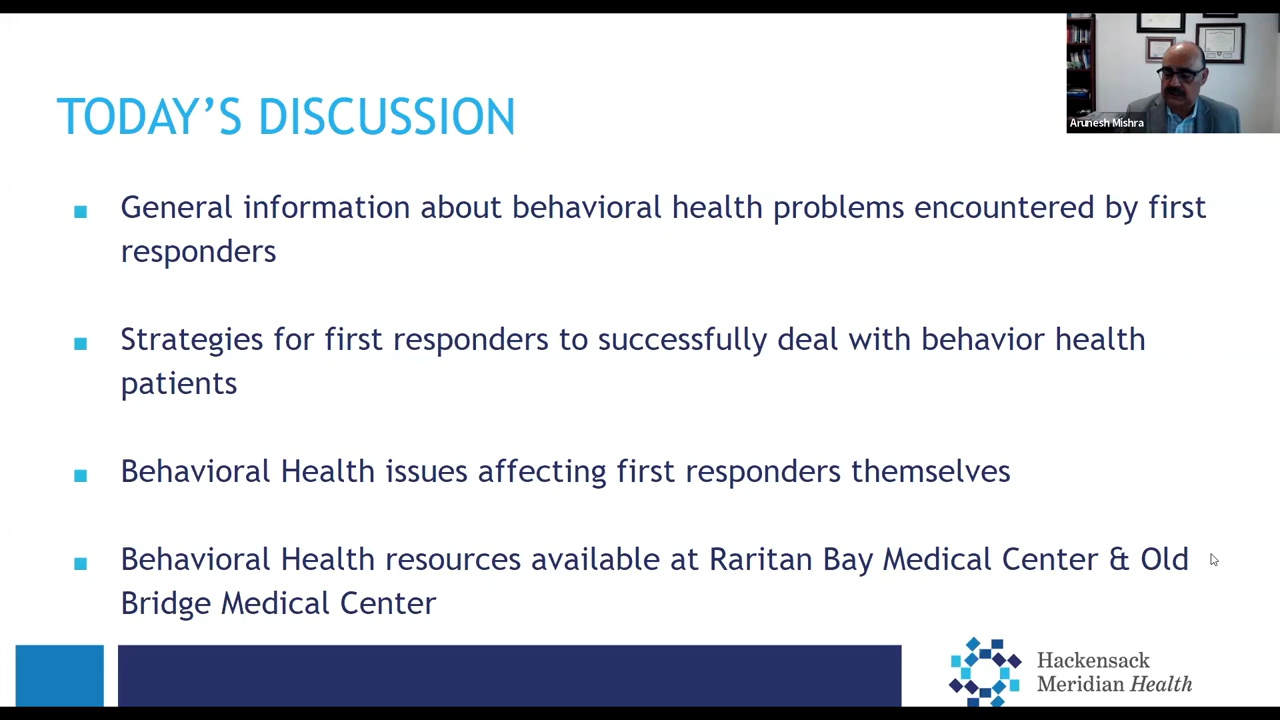 Arunesh Mishra
TODAY'S DISCUSSION
General information about behavioral health problems encountered by first
responders
Strategies for first responders to successfully deal with behavior health
patients
Behavioral Health issues affecting first responders themselves
Behavioral Health resources available at Raritan Bay Medical Center & Old
Bridge Medical Center
Hackensack
Meridian Health